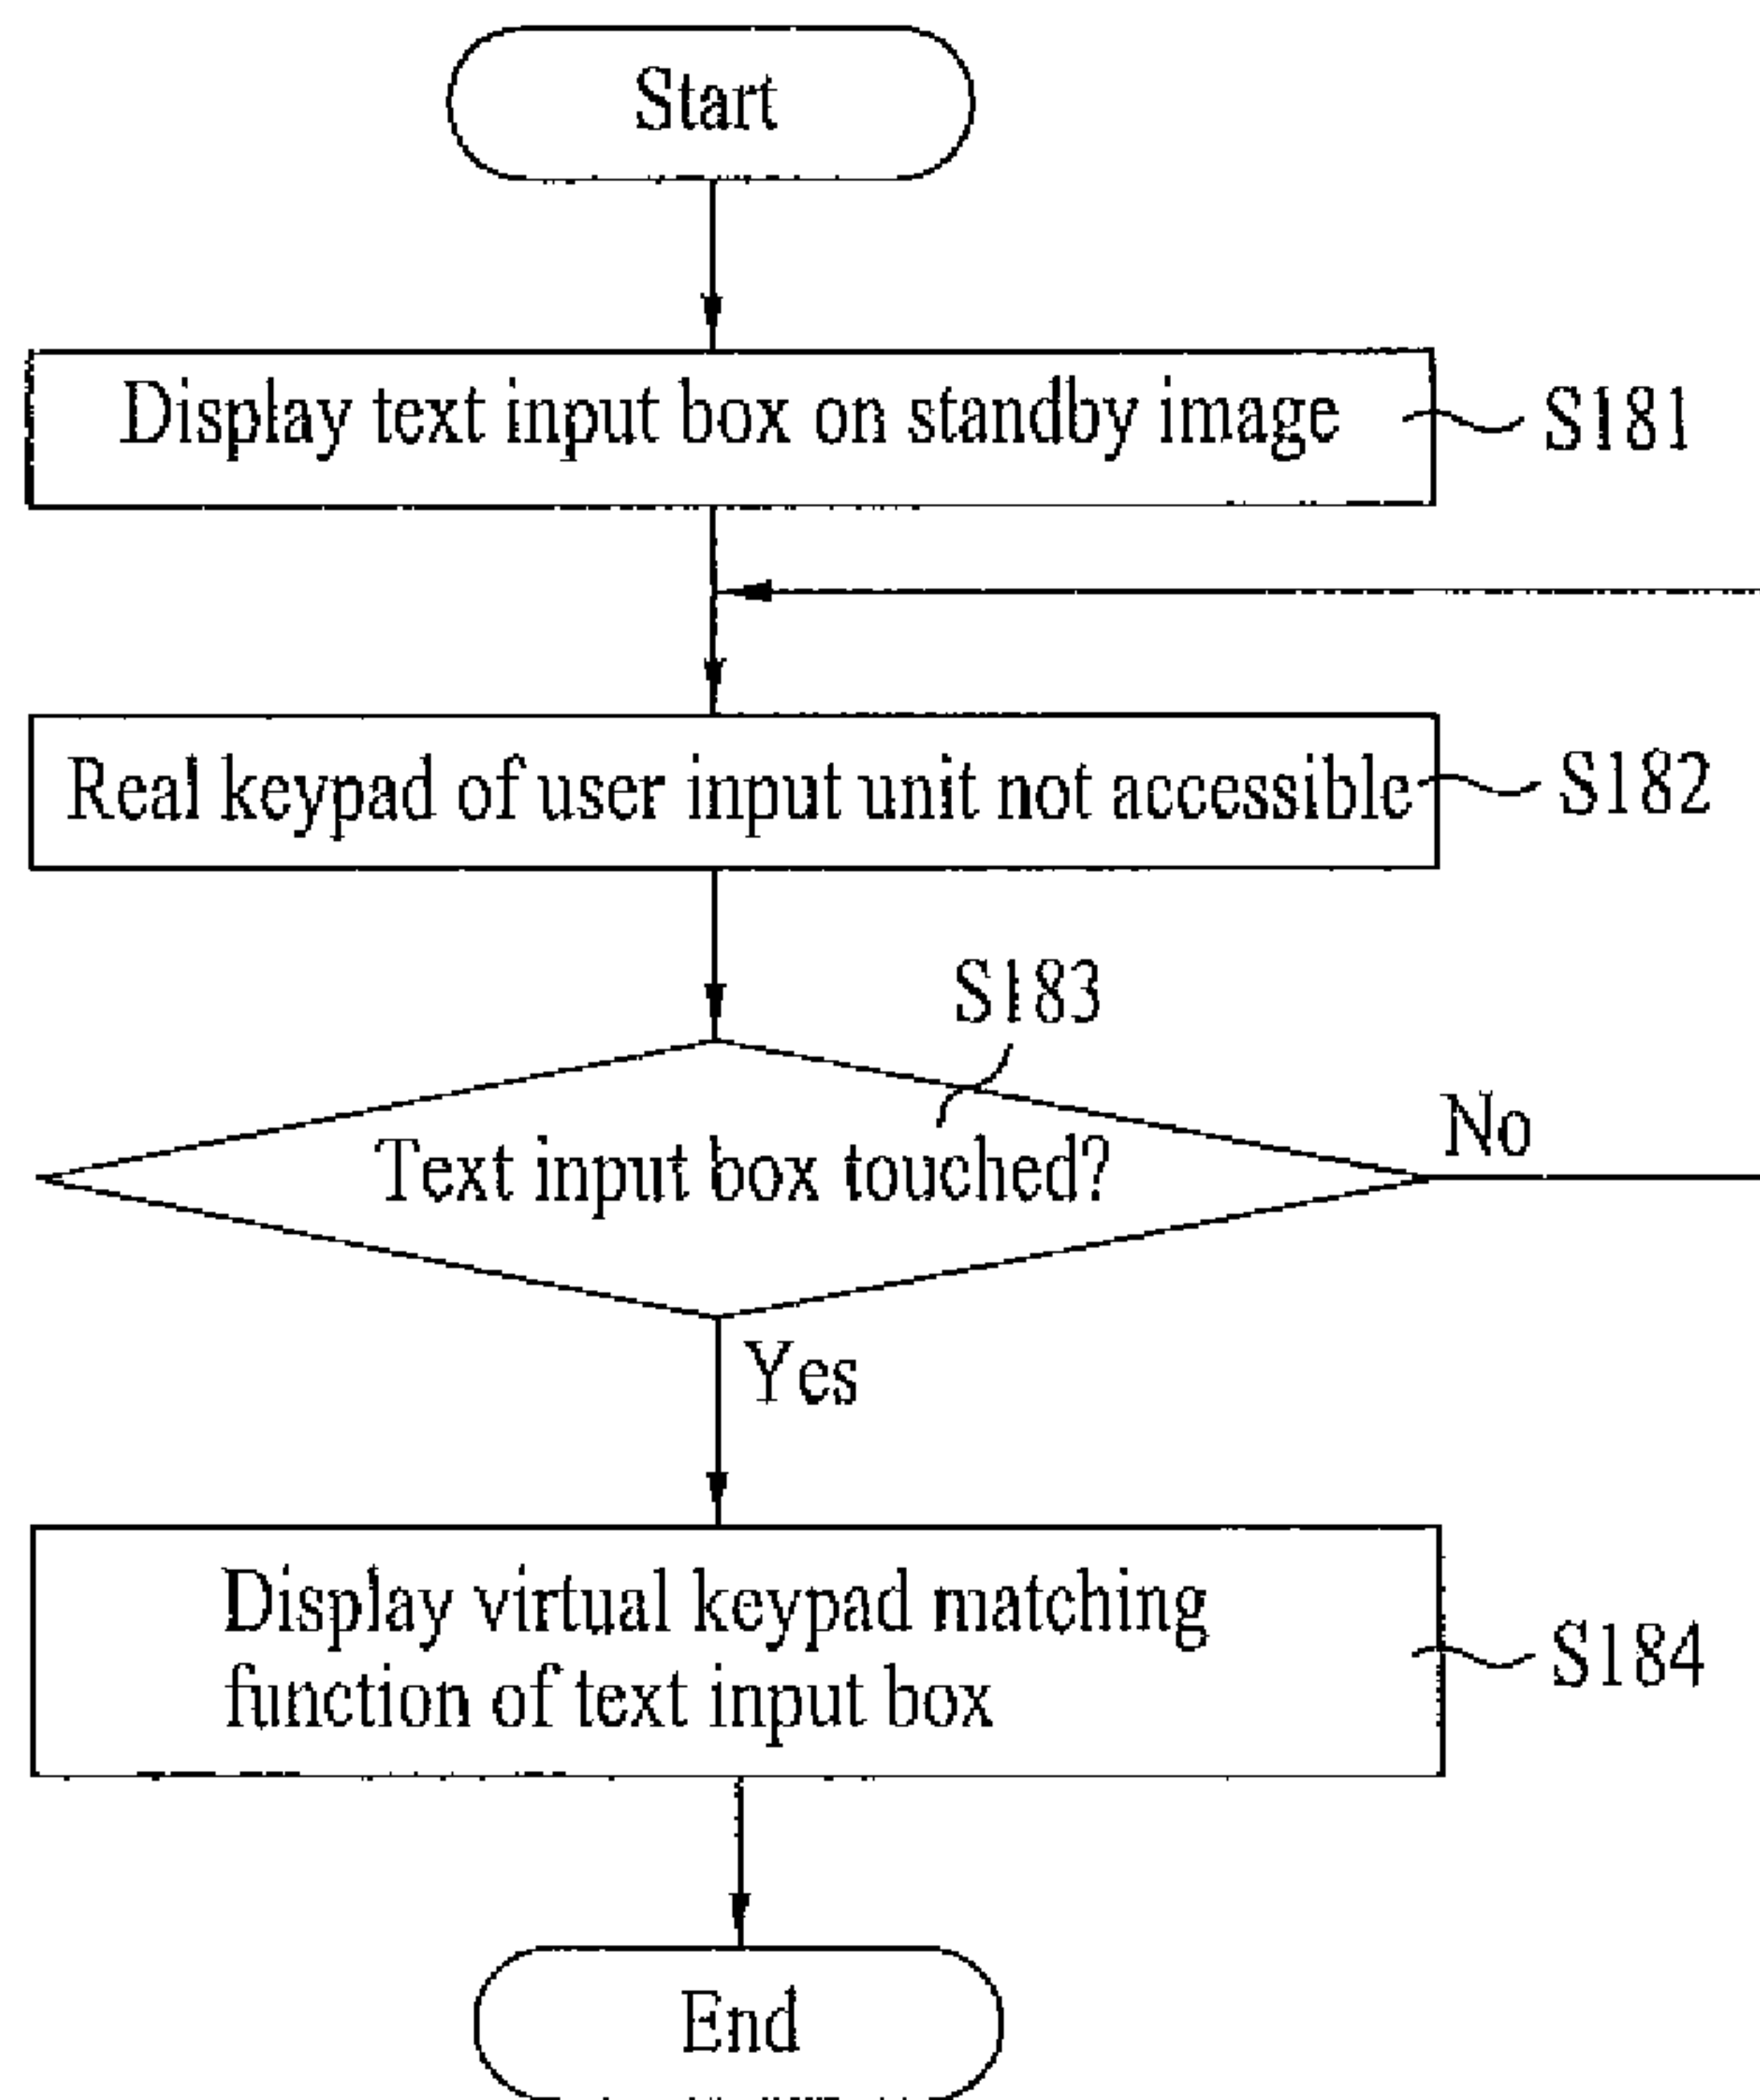 Start
Display text input box on standby image
S181
Real keypad of user input unit not accessible
S182
S183
Text input box touched?
No
Yes
Display virtual keypad matching
function of text input box
S184
End